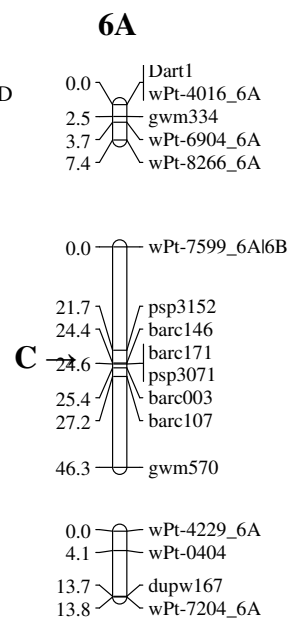 6A
Dart1
D
0.0 wPt-4016_6A
2.5 gwm334
3.7 wPt-6904_6A
7.4 wPt-8266_6A
0.0 wPt-7599_6A|6B
21.7 psp3152
24.4 barc146
barc171
C → 24.6
psp3071
25.4 barc003
27.2 barc107
46.3 gwm570
0.0 wPt-4229_6A
4.1 wPt-0404
13.7 dupw167
13.8 wPt-7204_6A